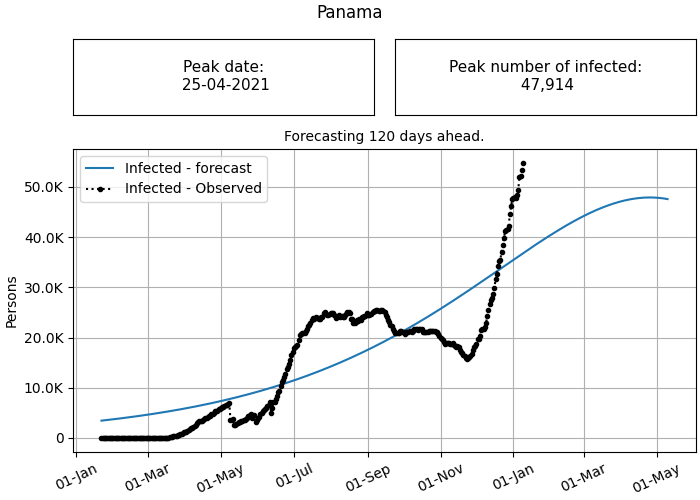 Panama
Peak date:
25-04-2021
Peak number of infected:
47,914
Forecasting 120 days ahead.
Infected - forecast
Infected - Observed
Persons
50.0K
40.0K
30.0K
20.0K
10.0K
0
01-Jan
01-Mar
01-May
01-Jul
01-Sep
01-Nov
01-Jan
01-Mar
01-May